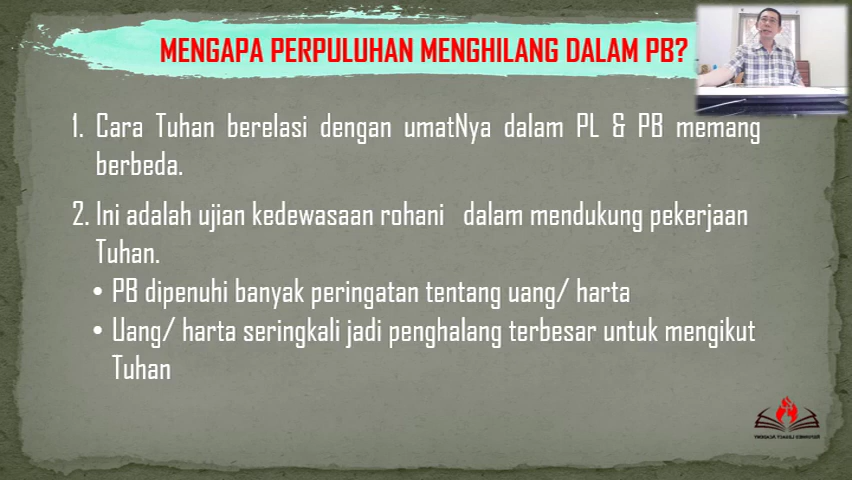 MENGAPA PERPULUHAN MENGHILANG DALAM PB?
1. Cara Tuhan berelasi dengan umatNya dalam PL & PB memang
berbeda.
2. Ini adalah ujian kedewasaan rohani dalam mendukung pekerjaan
Tuhan.
• PB dipenuhi banyak peringatan tentang uang/ harta
• Uang/ harta seringkali jadi penghalang terbesar untuk mengikut
Tuhan